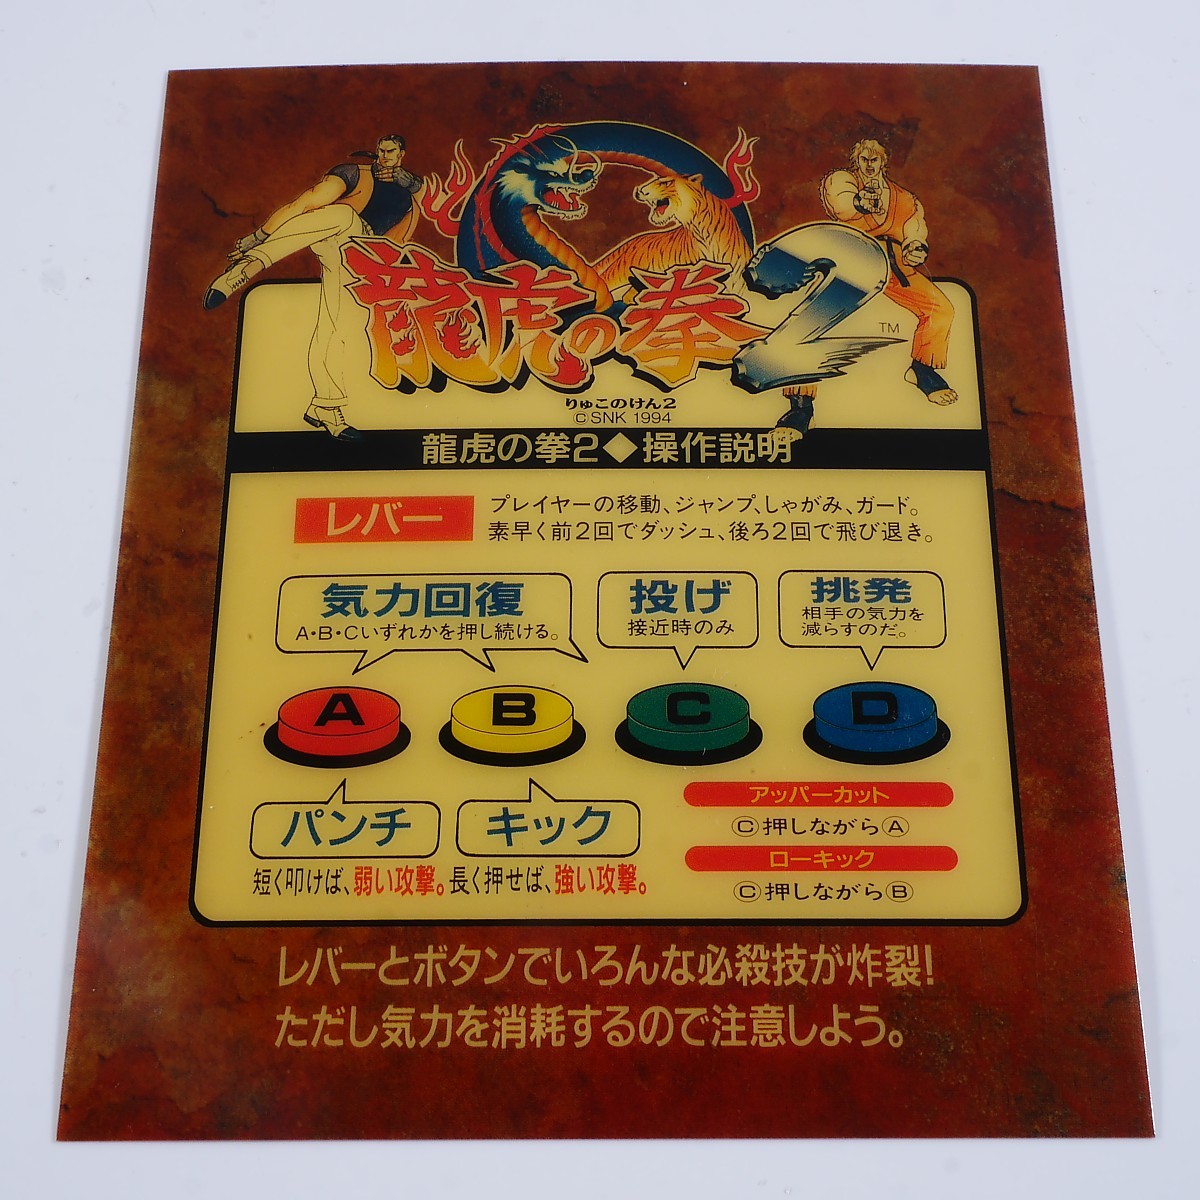 龍虎の拳2
TM
りゅこのけん2
©SNK 1994
龍虎の拳2◆操作説明
レバー
プレイヤーの移動、ジャンプ、しゃがみ、ガード。
素早く前2回でダッシュ、後ろ2回で飛び退き。
気力回復
A・B・Cいずれかを押し続ける。
投げ
接近時のみ
挑発
相手の気力を
減らすのだ。
A
B
C
D
パンチ
キック
短く叩けば、弱い攻撃。長く押せば、強い攻撃。
アッパーカット
Ⓒ押しながらⒶ
ローキック
Ⓒ押しながらⒷ
レバーとボタンでいろんな必殺技が炸裂!
ただし気力を消耗するので注意しよう。